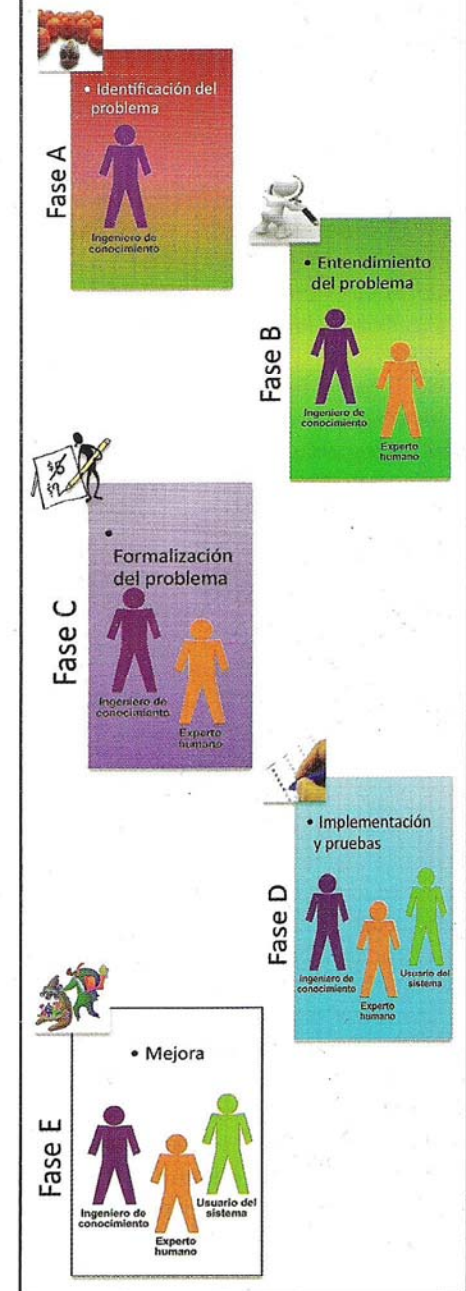 Fase A
• Identificación del
problema
Ingeniero de
conocimiento
Fase B
• Entendimiento
del problema
Ingeniero de
conocimiento
Experto
humano
Fase C
•
Formalización
del problema
Ingeniero de
conocimiento
Experto
humano
Fase D
• Implementación
y pruebas
Ingeniero de
conocimiento
Experto
humano
Usuario del
sistema
Fase E
• Mejora
Ingeniero de
conocimiento
Experto
humano
Usuario del
sistema